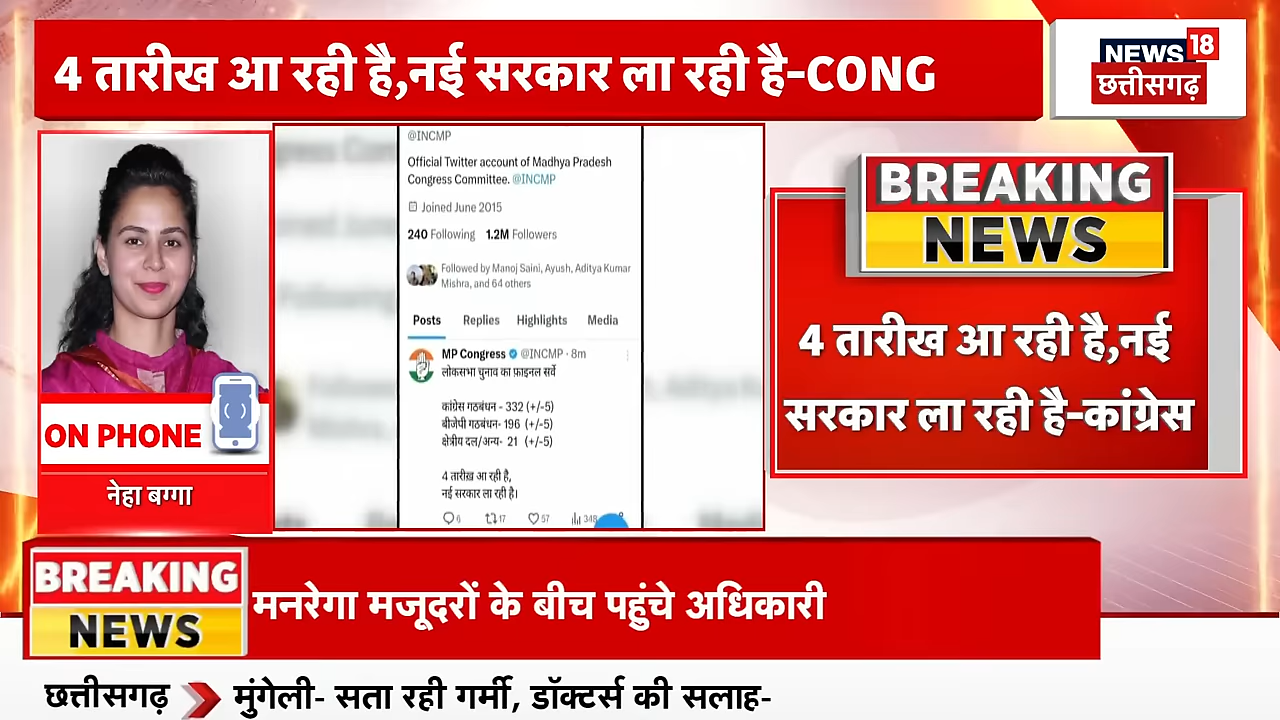 4 तारीख आ रही है,नई सरकार ला रही है-CONG
NEWS 18
छत्तीसगढ़
@INCMP
Official Twitter account of Madhya Pradesh
Congress Committee. @INCMP
Joined June 2015
240 Following 1.2M Followers
Followed by Manoj Saini, Ayush, Aditya Kumar
Mishra, and 64 others
Posts Replies Highlights Media
MP Congress @INCMP · 8m
लोकसभा चुनाव का फ़ाइनल सर्वे
कांग्रेस गठबंधन - 332 (+/-5)
बीजेपी गठबंधन- 196 (+/-5)
क्षेत्रीय दल/अन्य- 21 (+/-5)
4 तारीख़ आ रही है,
नई सरकार ला रही है।
6 17 57 348
ON PHONE
नेहा बग्गा
BREAKING
NEWS
4 तारीख आ रही है,नई
सरकार ला रही है-कांग्रेस
BREAKING
NEWS
मनरेगा मजूदरों के बीच पहुंचे अधिकारी
छत्तीसगढ़ मुंगेली- सता रही गर्मी, डॉक्टर्स की सलाह-